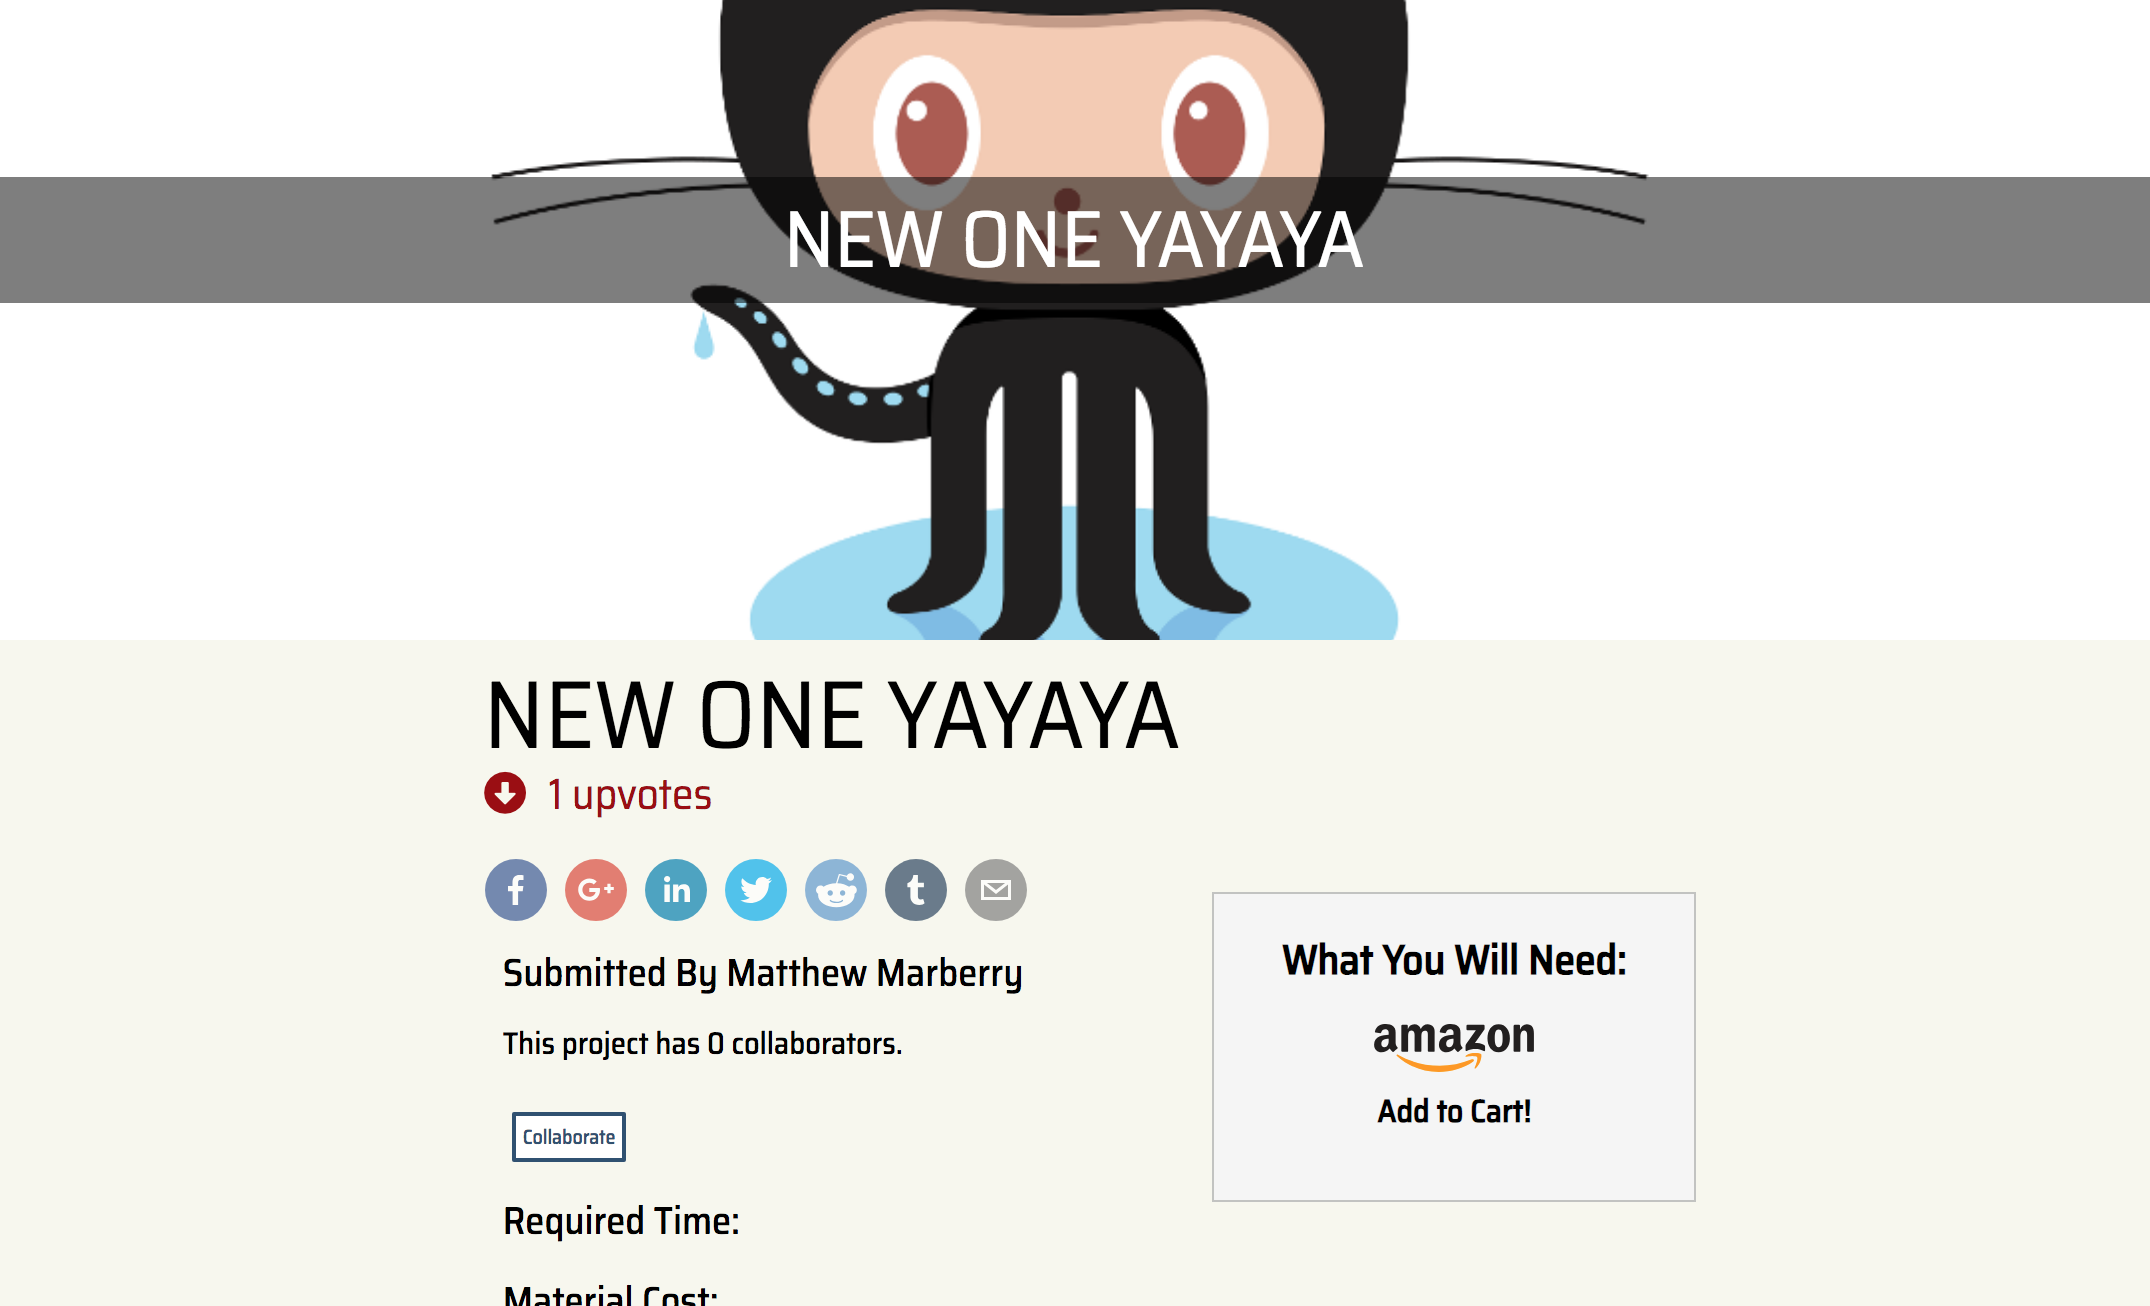 NEW ONE YAYAYA
NEW ONE YAYAYA
1 upvotes
f G+ in t
Submitted By Matthew Marberry
This project has 0 collaborators.
Collaborate
Required Time:
Material Cost:
What You Will Need:
amazon
Add to Cart!